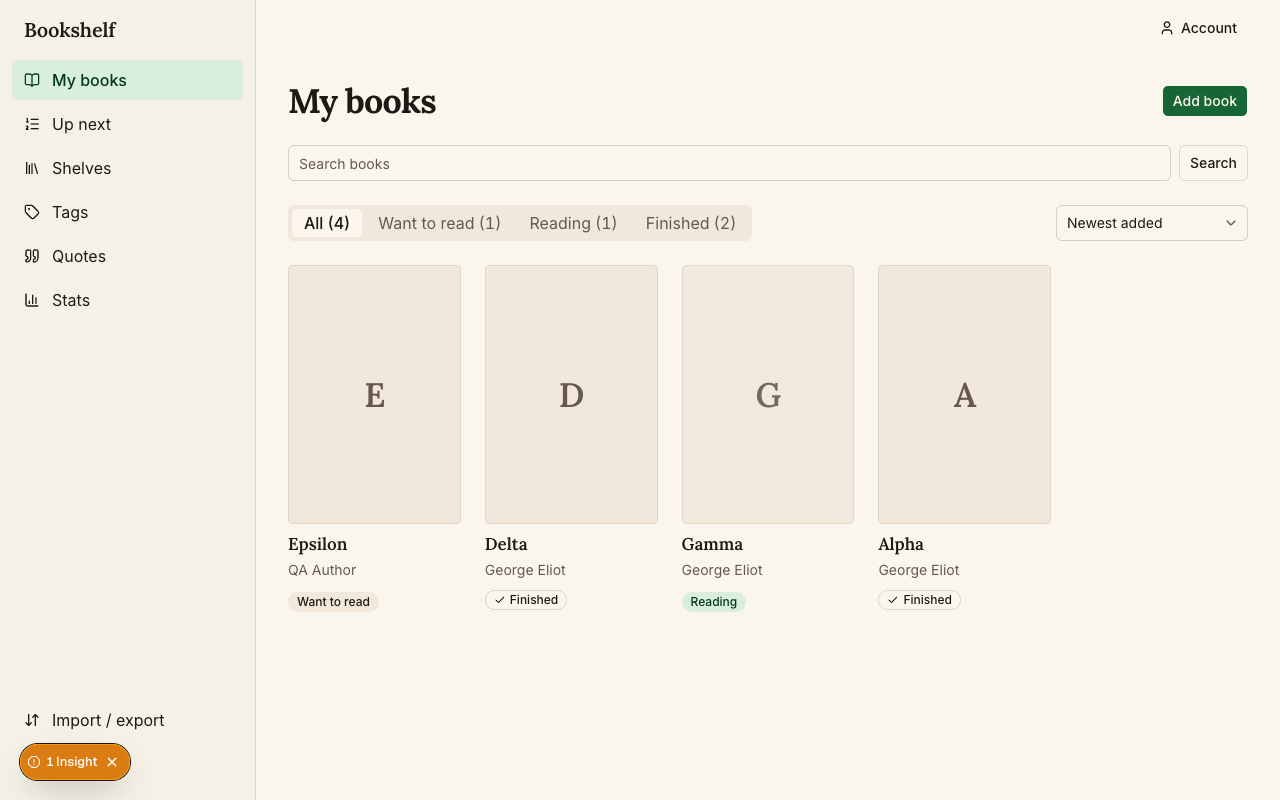 Bookshelf
My books
Up next
Shelves
Tags
Quotes
Stats
Import / export
1 Insight
Account
My books
Add book
Search books
Search
All (4)
Want to read (1)
Reading (1)
Finished (2)
Newest added
E
D
G
A
Epsilon
QA Author
Want to read
Delta
George Eliot
Finished
Gamma
George Eliot
Reading
Alpha
George Eliot
Finished